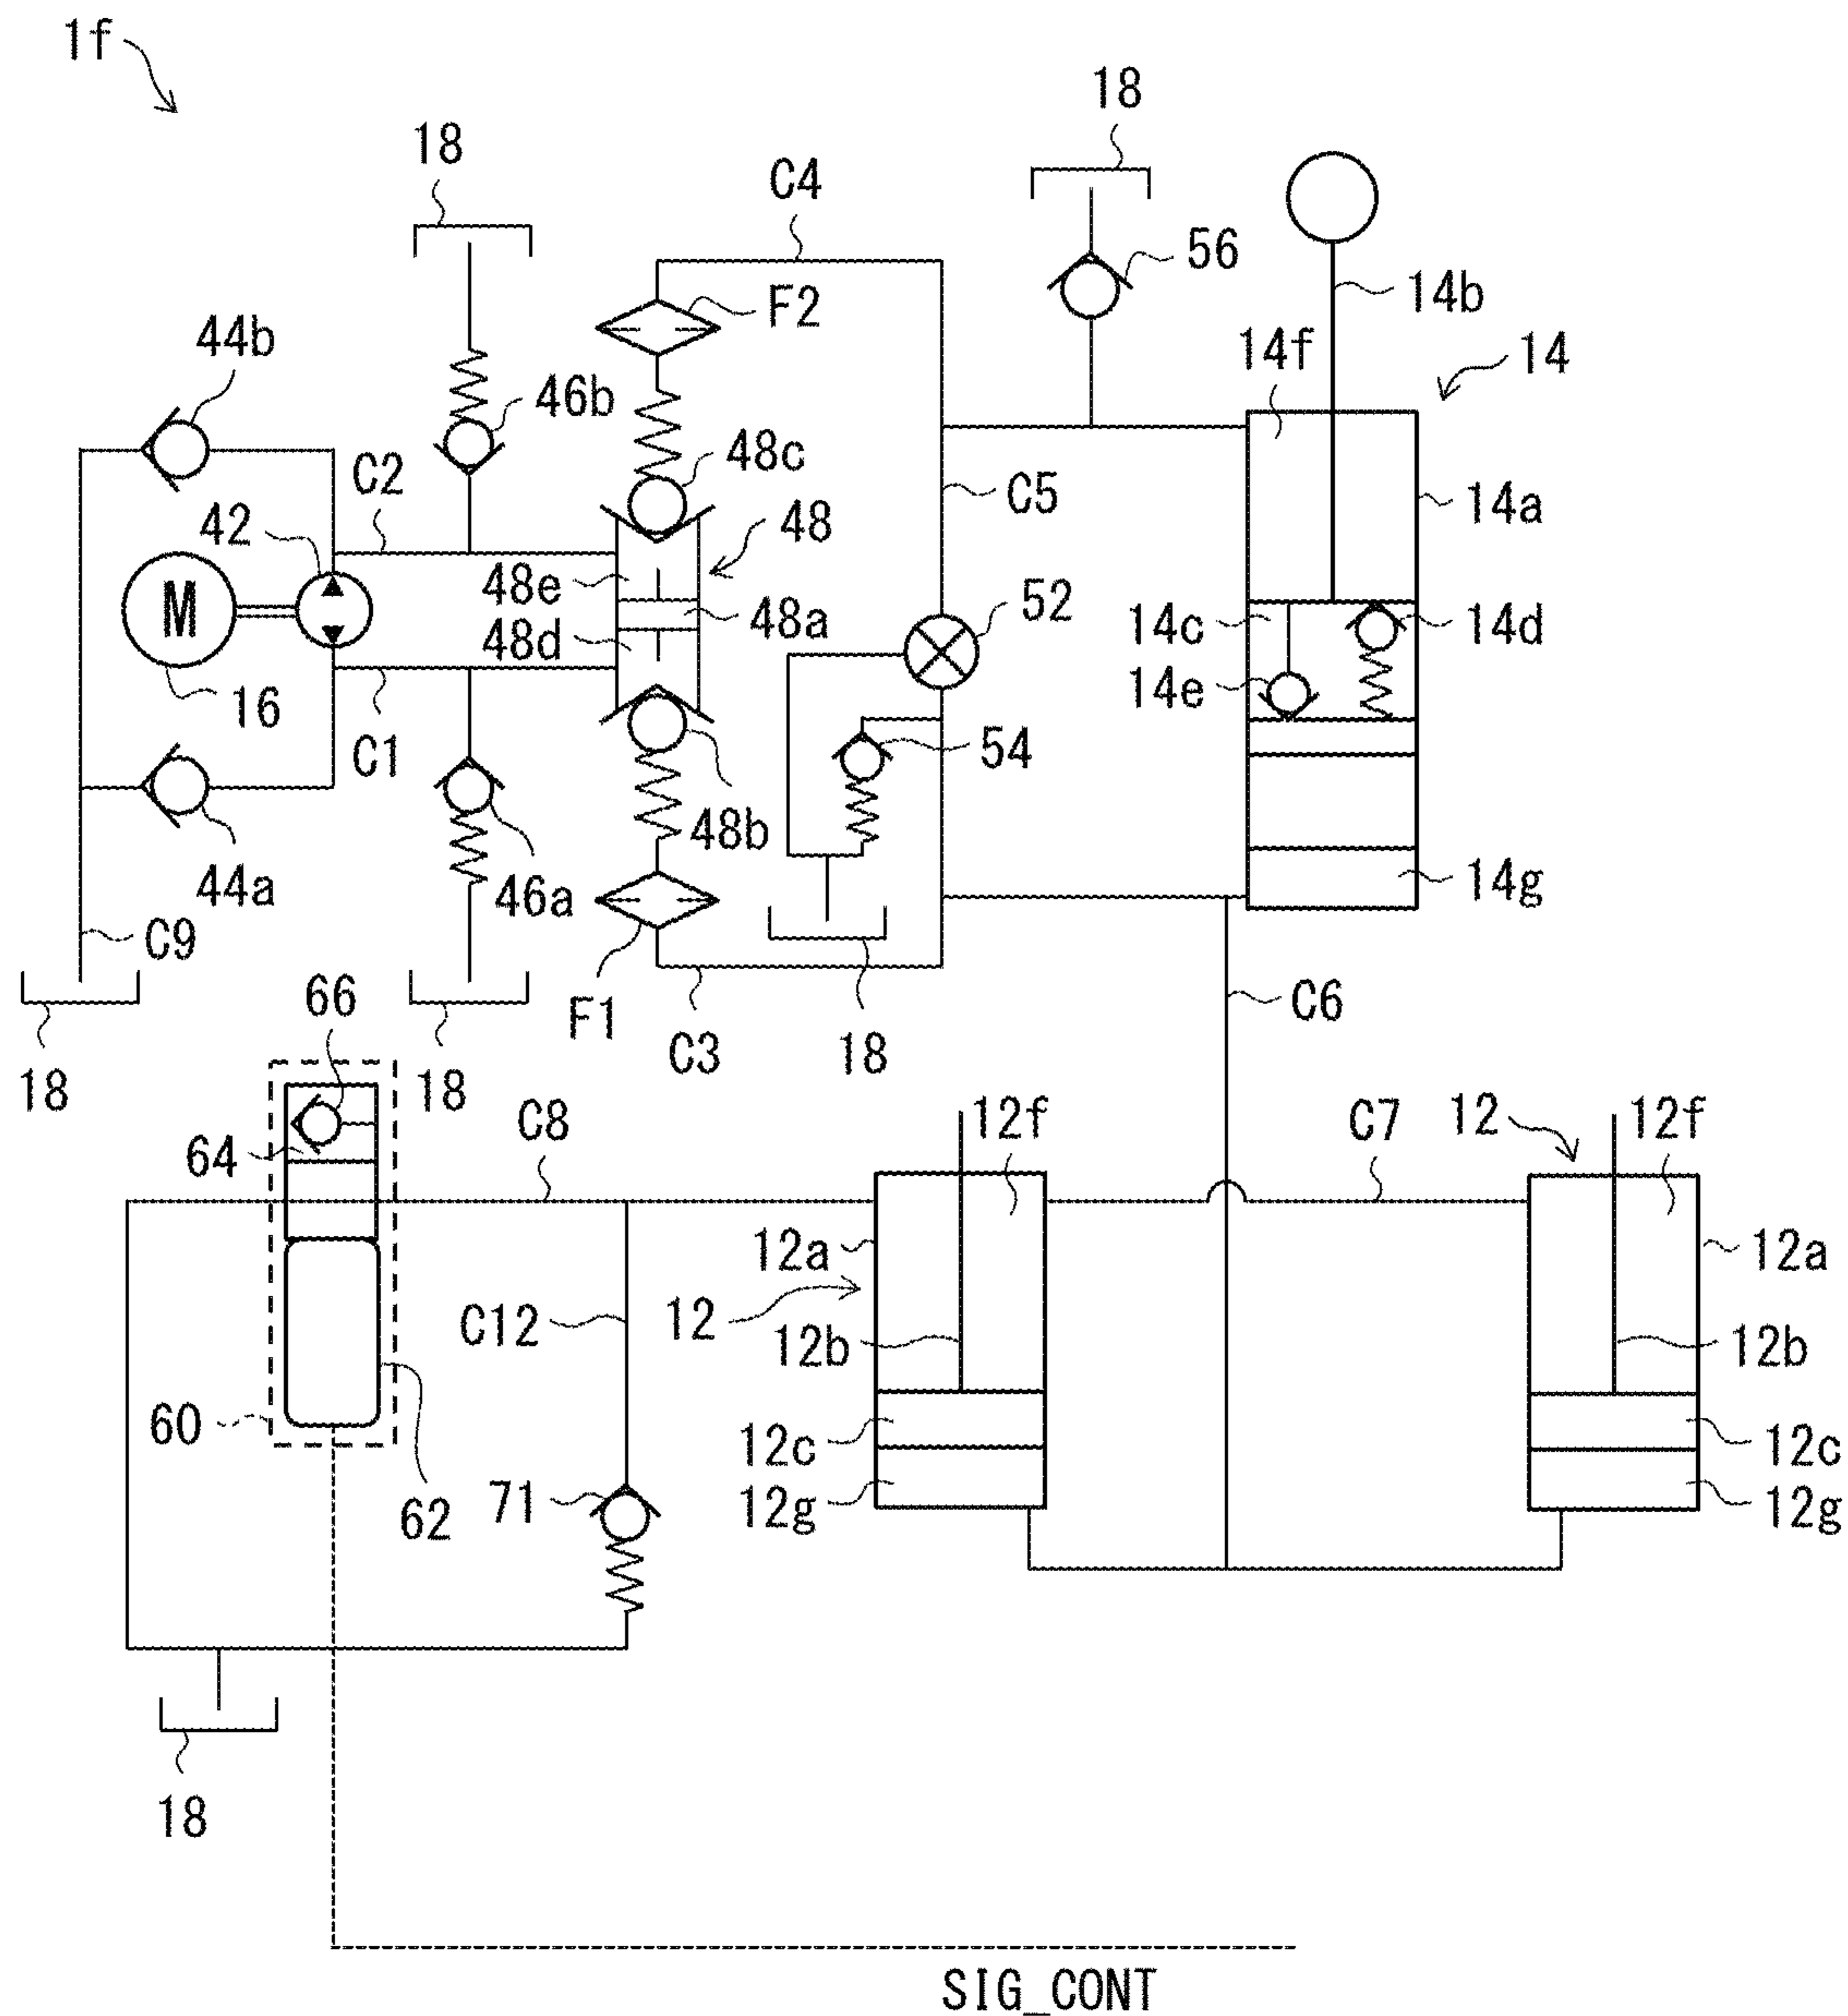 1f
18
18
C4
56
14b
F2
44b
14f
14
46b
48c
C2
C5
14a
42
48
48e
52
M
48a
14c
14d
48d
14e
16
54
C1
48b
44a
46a
14g
C9
66
F1
C6
C3
18
18
18
18
C8
12f
C7
12
12f
64
12a
12a
C12
12
12b
12b
60
12c
12c
62
71
12g
12g
18
SIG_CONT